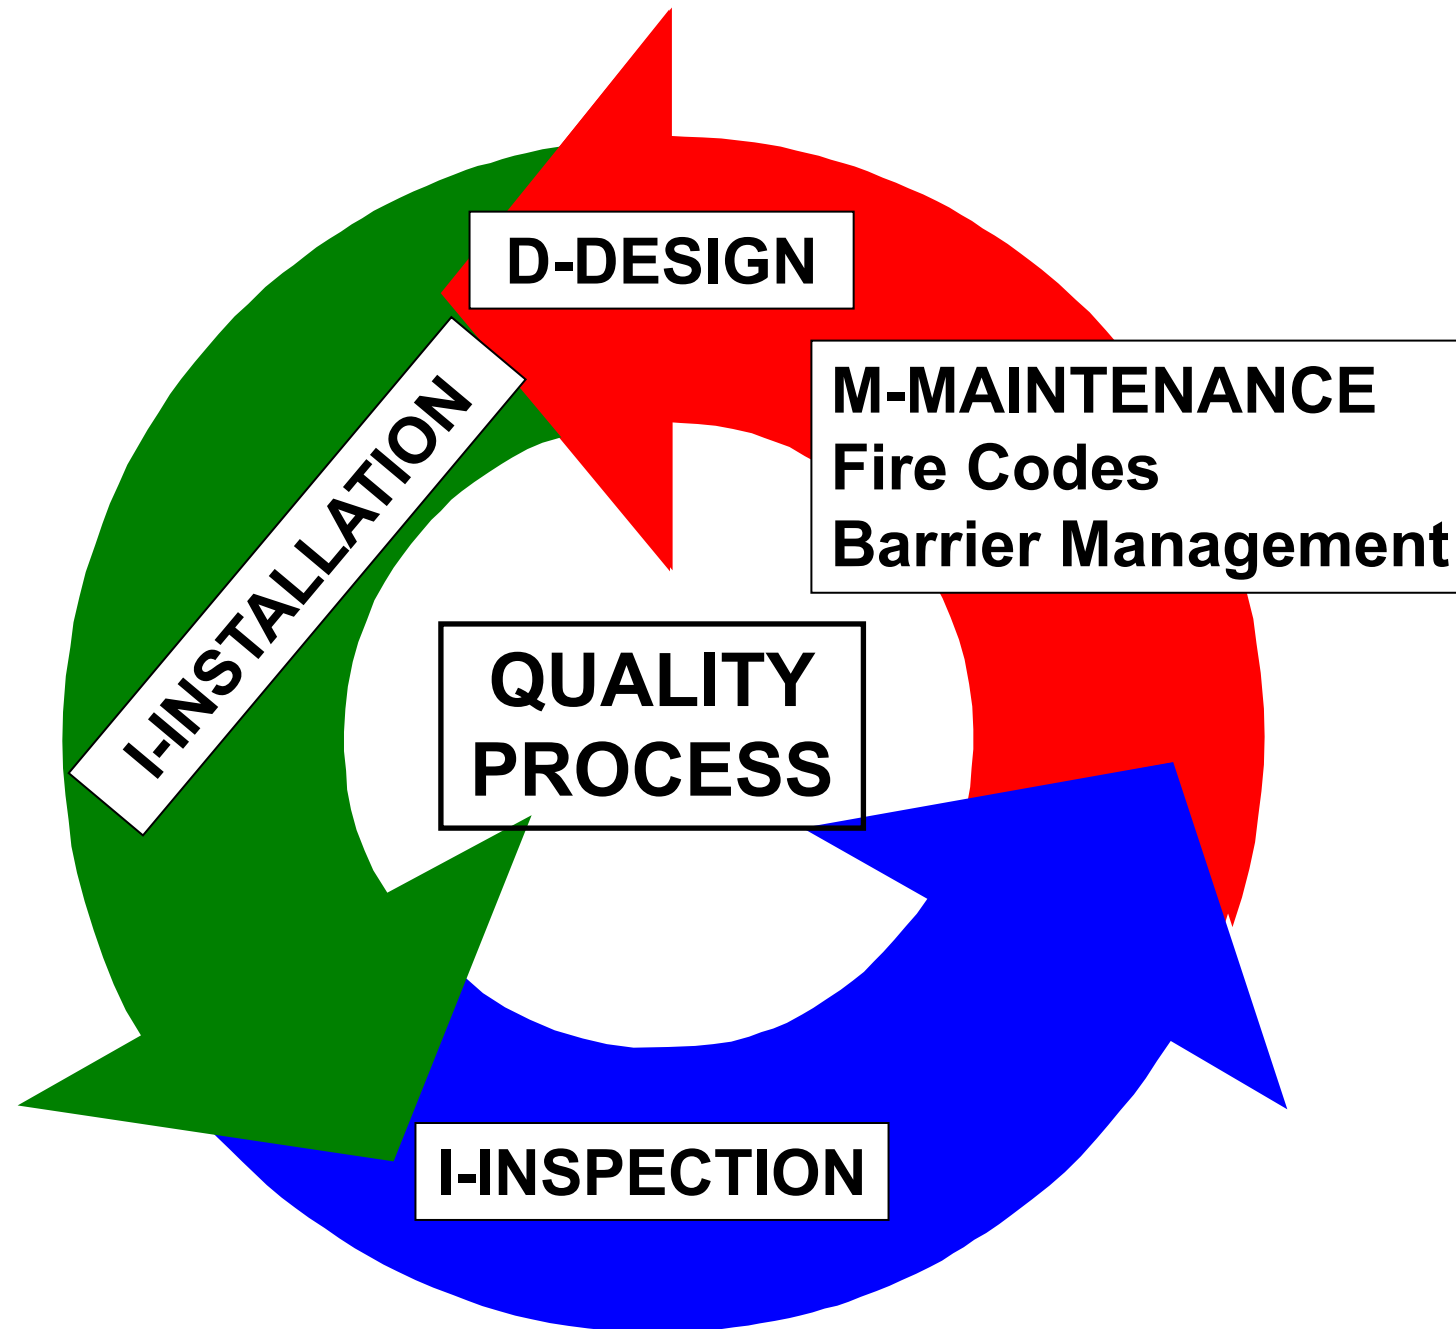 D-DESIGN
M-MAINTENANCE
Fire Codes
Barrier Management
I-INSTALLATION
QUALITY
PROCESS
I-INSPECTION